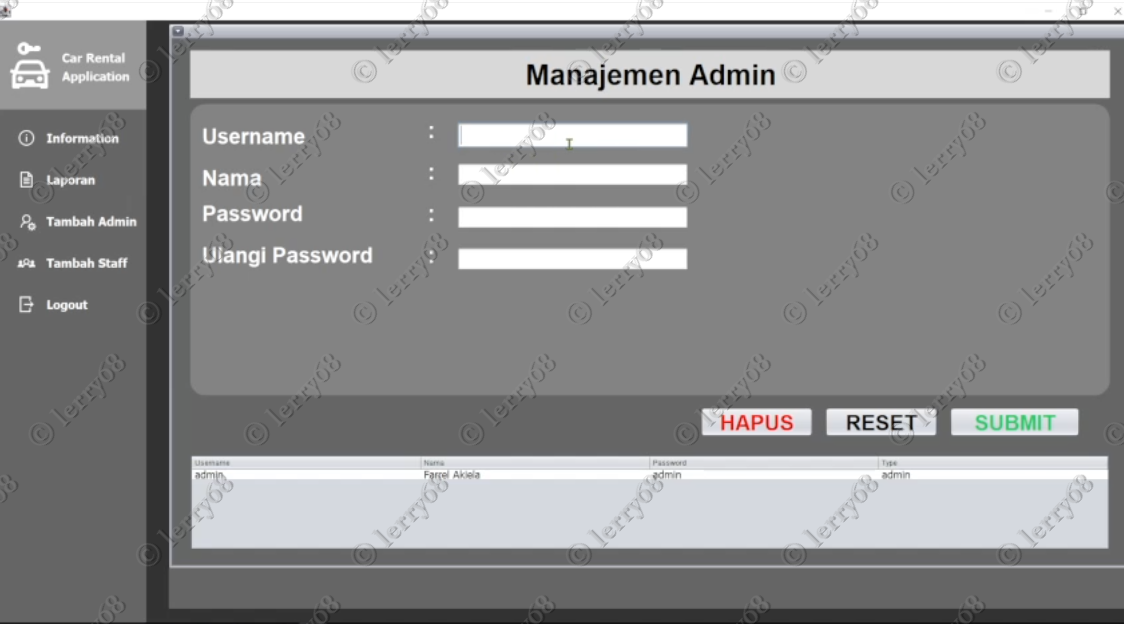 Car Rental
Application
Information
Laporan
Tambah Admin
Tambah Staff
Logout
Manajemen Admin
Username :
Nama :
Password :
Ulangi Password :
HAPUS RESET SUBMIT
Username Nama Password Type
admin Farrel Akiela admin admin
© lerry68